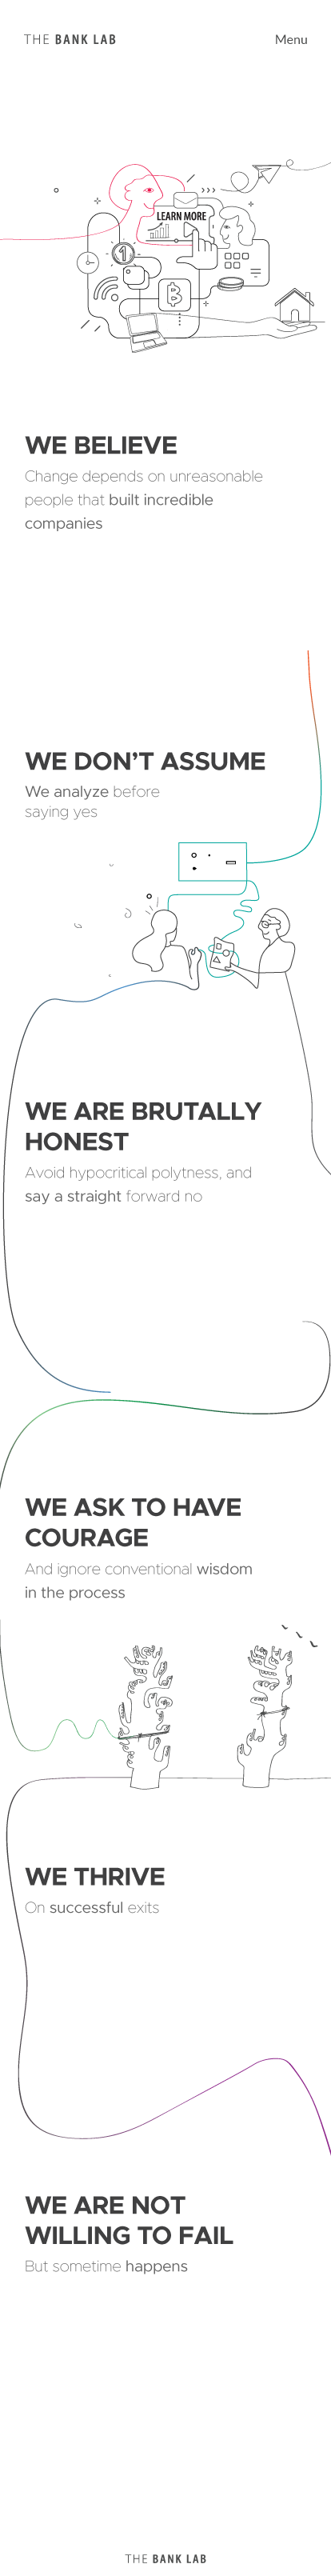 THE BANK LAB
Menu
LEARN MORE
1
WE BELIEVE
Change depends on unreasonable
people that built incredible
companies
WE DON'T ASSUME
We analyze before
saying yes
WE ARE BRUTALLY
HONEST
Avoid hypocritical polytness, and
say a straight forward no
WE ASK TO HAVE
COURAGE
And ignore conventional wisdom
in the process
WE THRIVE
On successful exits
WE ARE NOT
WILLING TO FAIL
But sometime happens
THE BANK LAB